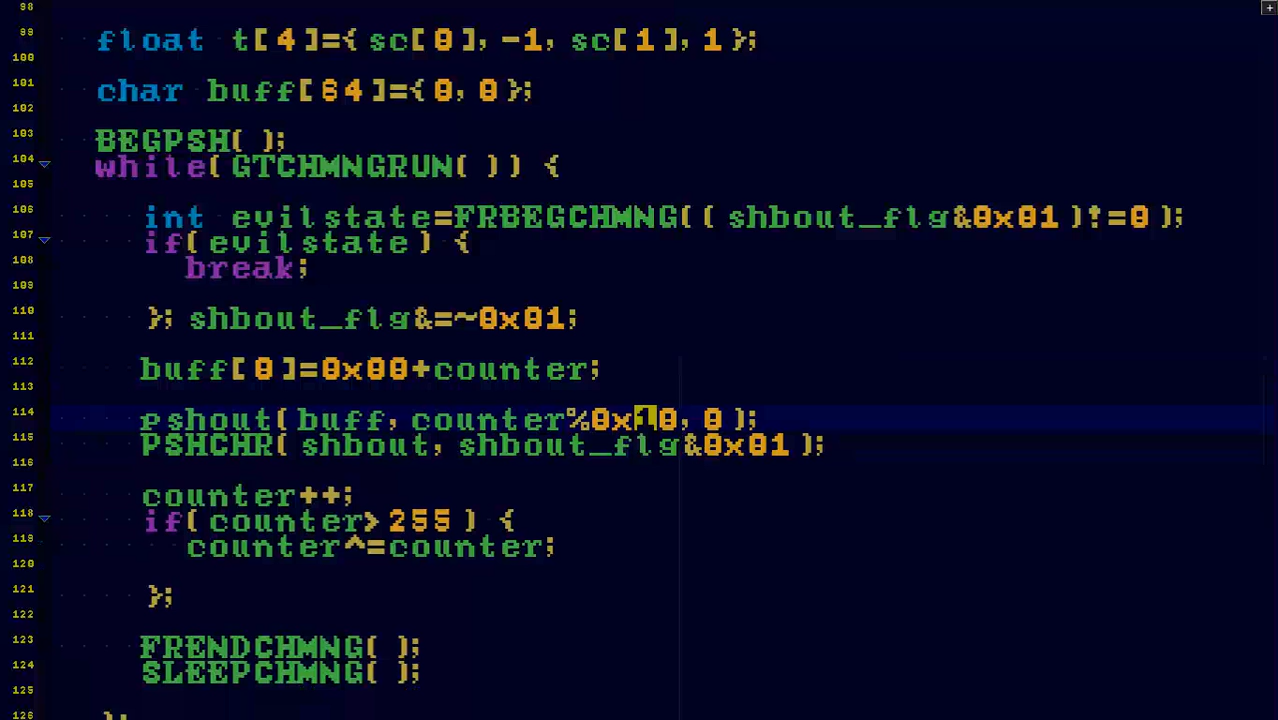 98
99 float t[4]={ sc[0], -1, sc[1], 1 };
100
101 char buff[64]={ 0, 0 };
102
103 BEGPSH( );
104 while( GTCHMNGRUN( ) ) {
105
106 int evilstate=FRBEGCHMNG( ( shbout_flg&0x01 )!=0 );
107 if( evilstate ) {
108 break;
109
110 }; shbout_flg&=~0x01;
111
112 buff[0]=0x00+counter;
113
114 pshout( buff, counter%0x10, 0 );
115 PSHCHR( shbout, shbout_flg&0x01 );
116
117 counter++;
118 if( counter>255 ) {
119 counter^=counter;
120
121 };
122
123 FRENDCHMNG( );
124 SLEEPCHMNG( );
125
126 };